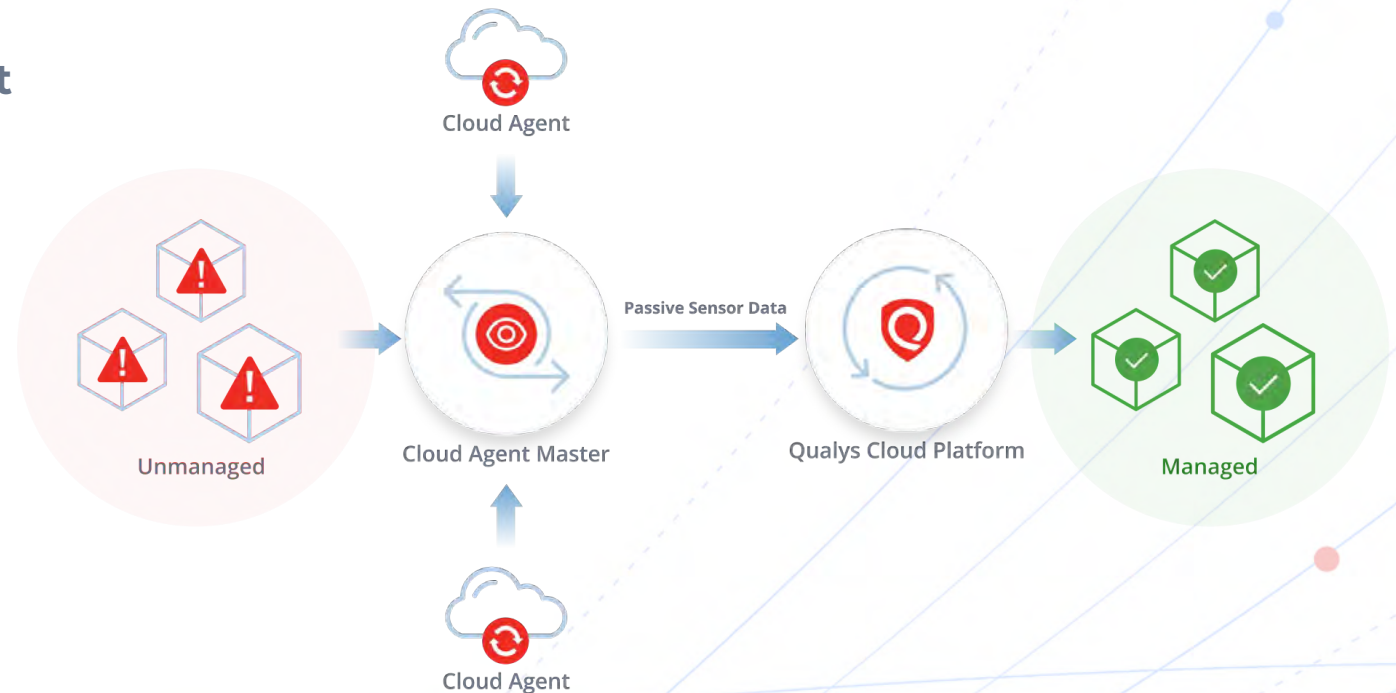 t
Cloud Agent
Passive Sensor Data
Unmanaged
Cloud Agent Master
Qualys Cloud Platform
Managed
Cloud Agent